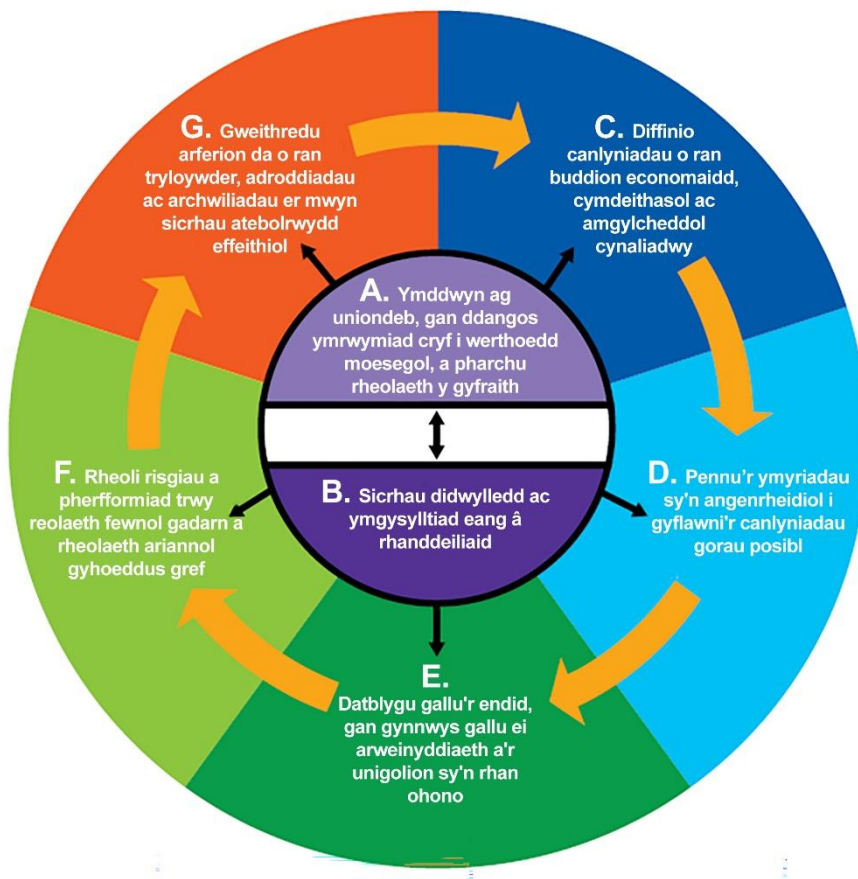 G. Gweithredu
arferion da o ran
tryloywder, adroddiadau
ac archwiliadau er mwyn
sicrhau atebolrwydd
effeithiol
C. Diffinio
canlyniadau o ran
buddion economaidd,
cymdeithasol ac
amgylcheddol
cynaliadwy
A. Ymddwyn ag
uniondeb, gan ddangos
ymrwymiad cryf i werthoedd
moesegol, a pharchu
rheolaeth y gyfraith
B. Sicrhau didwylledd ac
ymgysylltiad eang â
rhanddeiliaid
F. Rheoli risgiau a
pherfformiad trwy
reolaeth fewnol gadarn a
rheolaeth ariannol
gyhoeddus gref
D. Pennu’r ymyriadau
sy'n angenrheidiol i
gyflawni'r canlyniadau
gorau posibl
E.
Datblygu gallu'r endid,
gan gynnwys gallu ei
arweinyddiaeth a'r
unigolion sy'n rhan
ohono